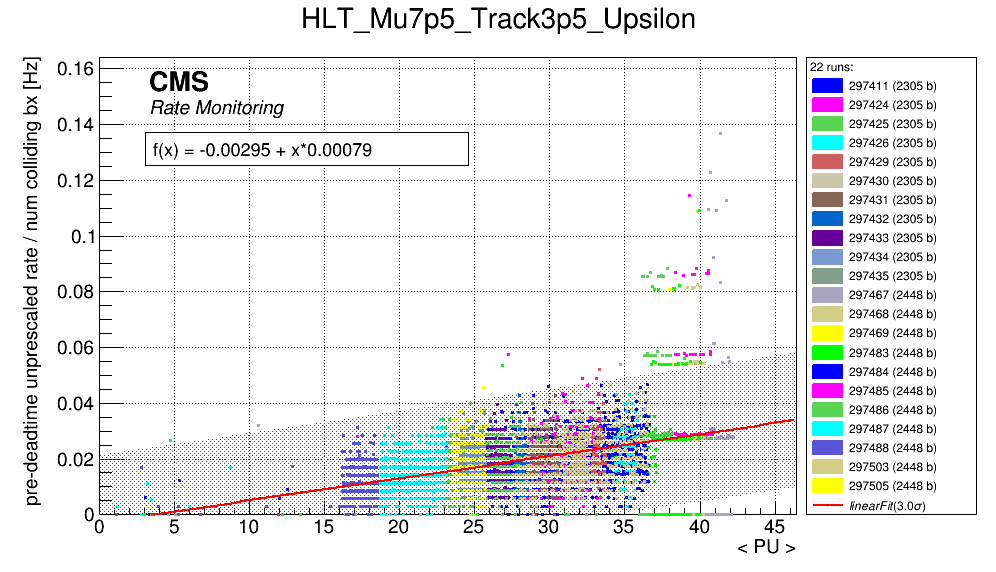 HLT_Mu7p5_Track3p5_Upsilon
pre-deadtime unprescaled rate / num colliding bx [Hz]
0.16
0.14
0.12
0.1
0.08
0.06
0.04
0.02
0
CMS
Rate Monitoring
f(x) = -0.00295 + x*0.00079
0 5 10 15 20 25 30 35 40 45
< PU >
22 runs:
297411 (2305 b)
297424 (2305 b)
297425 (2305 b)
297426 (2305 b)
297429 (2305 b)
297430 (2305 b)
297431 (2305 b)
297432 (2305 b)
297433 (2305 b)
297434 (2305 b)
297435 (2305 b)
297467 (2448 b)
297468 (2448 b)
297469 (2448 b)
297483 (2448 b)
297484 (2448 b)
297485 (2448 b)
297486 (2448 b)
297487 (2448 b)
297488 (2448 b)
297503 (2448 b)
297505 (2448 b)
linearFit(3.0σ)